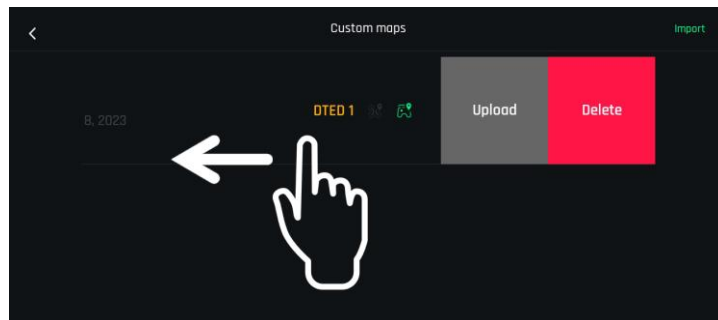 Custom maps
Import
8, 2023
DTED 1
Upload
Delete